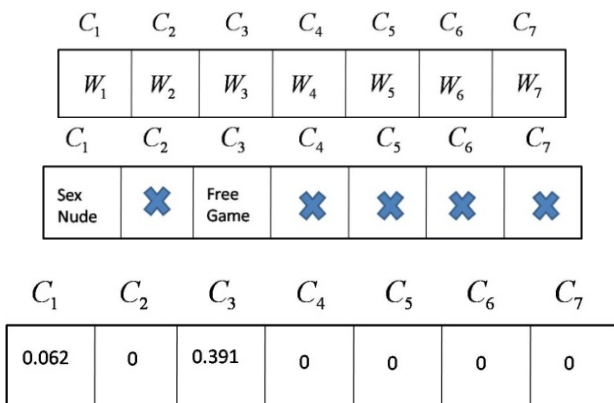 C₁ C₂ C₃ C₄ C₅ C₆ C₇
W₁ W₂ W₃ W₄ W₅ W₆ W₇
C₁ C₂ C₃ C₄ C₅ C₆ C₇
Sex Free
Nude Game
C₁ C₂ C₃ C₄ C₅ C₆ C₇
0.062 0 0.391 0 0 0 0